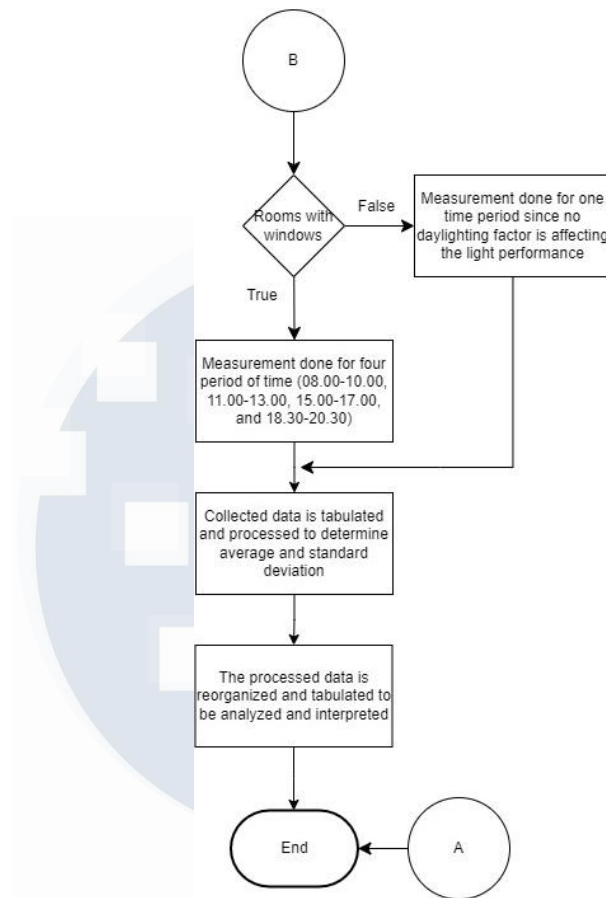 B
Rooms with
windows
False
Measurement done for one
time period since no
daylighting factor is affecting
the light performance
True
Measurement done for four
period of time (08.00-10.00,
11.00-13.00, 15.00-17.00,
and 18.30-20.30)
Collected data is tabulated
and processed to determine
average and standard
deviation
The processed data is
reorganized and tabulated to
be analyzed and interpreted
End
A